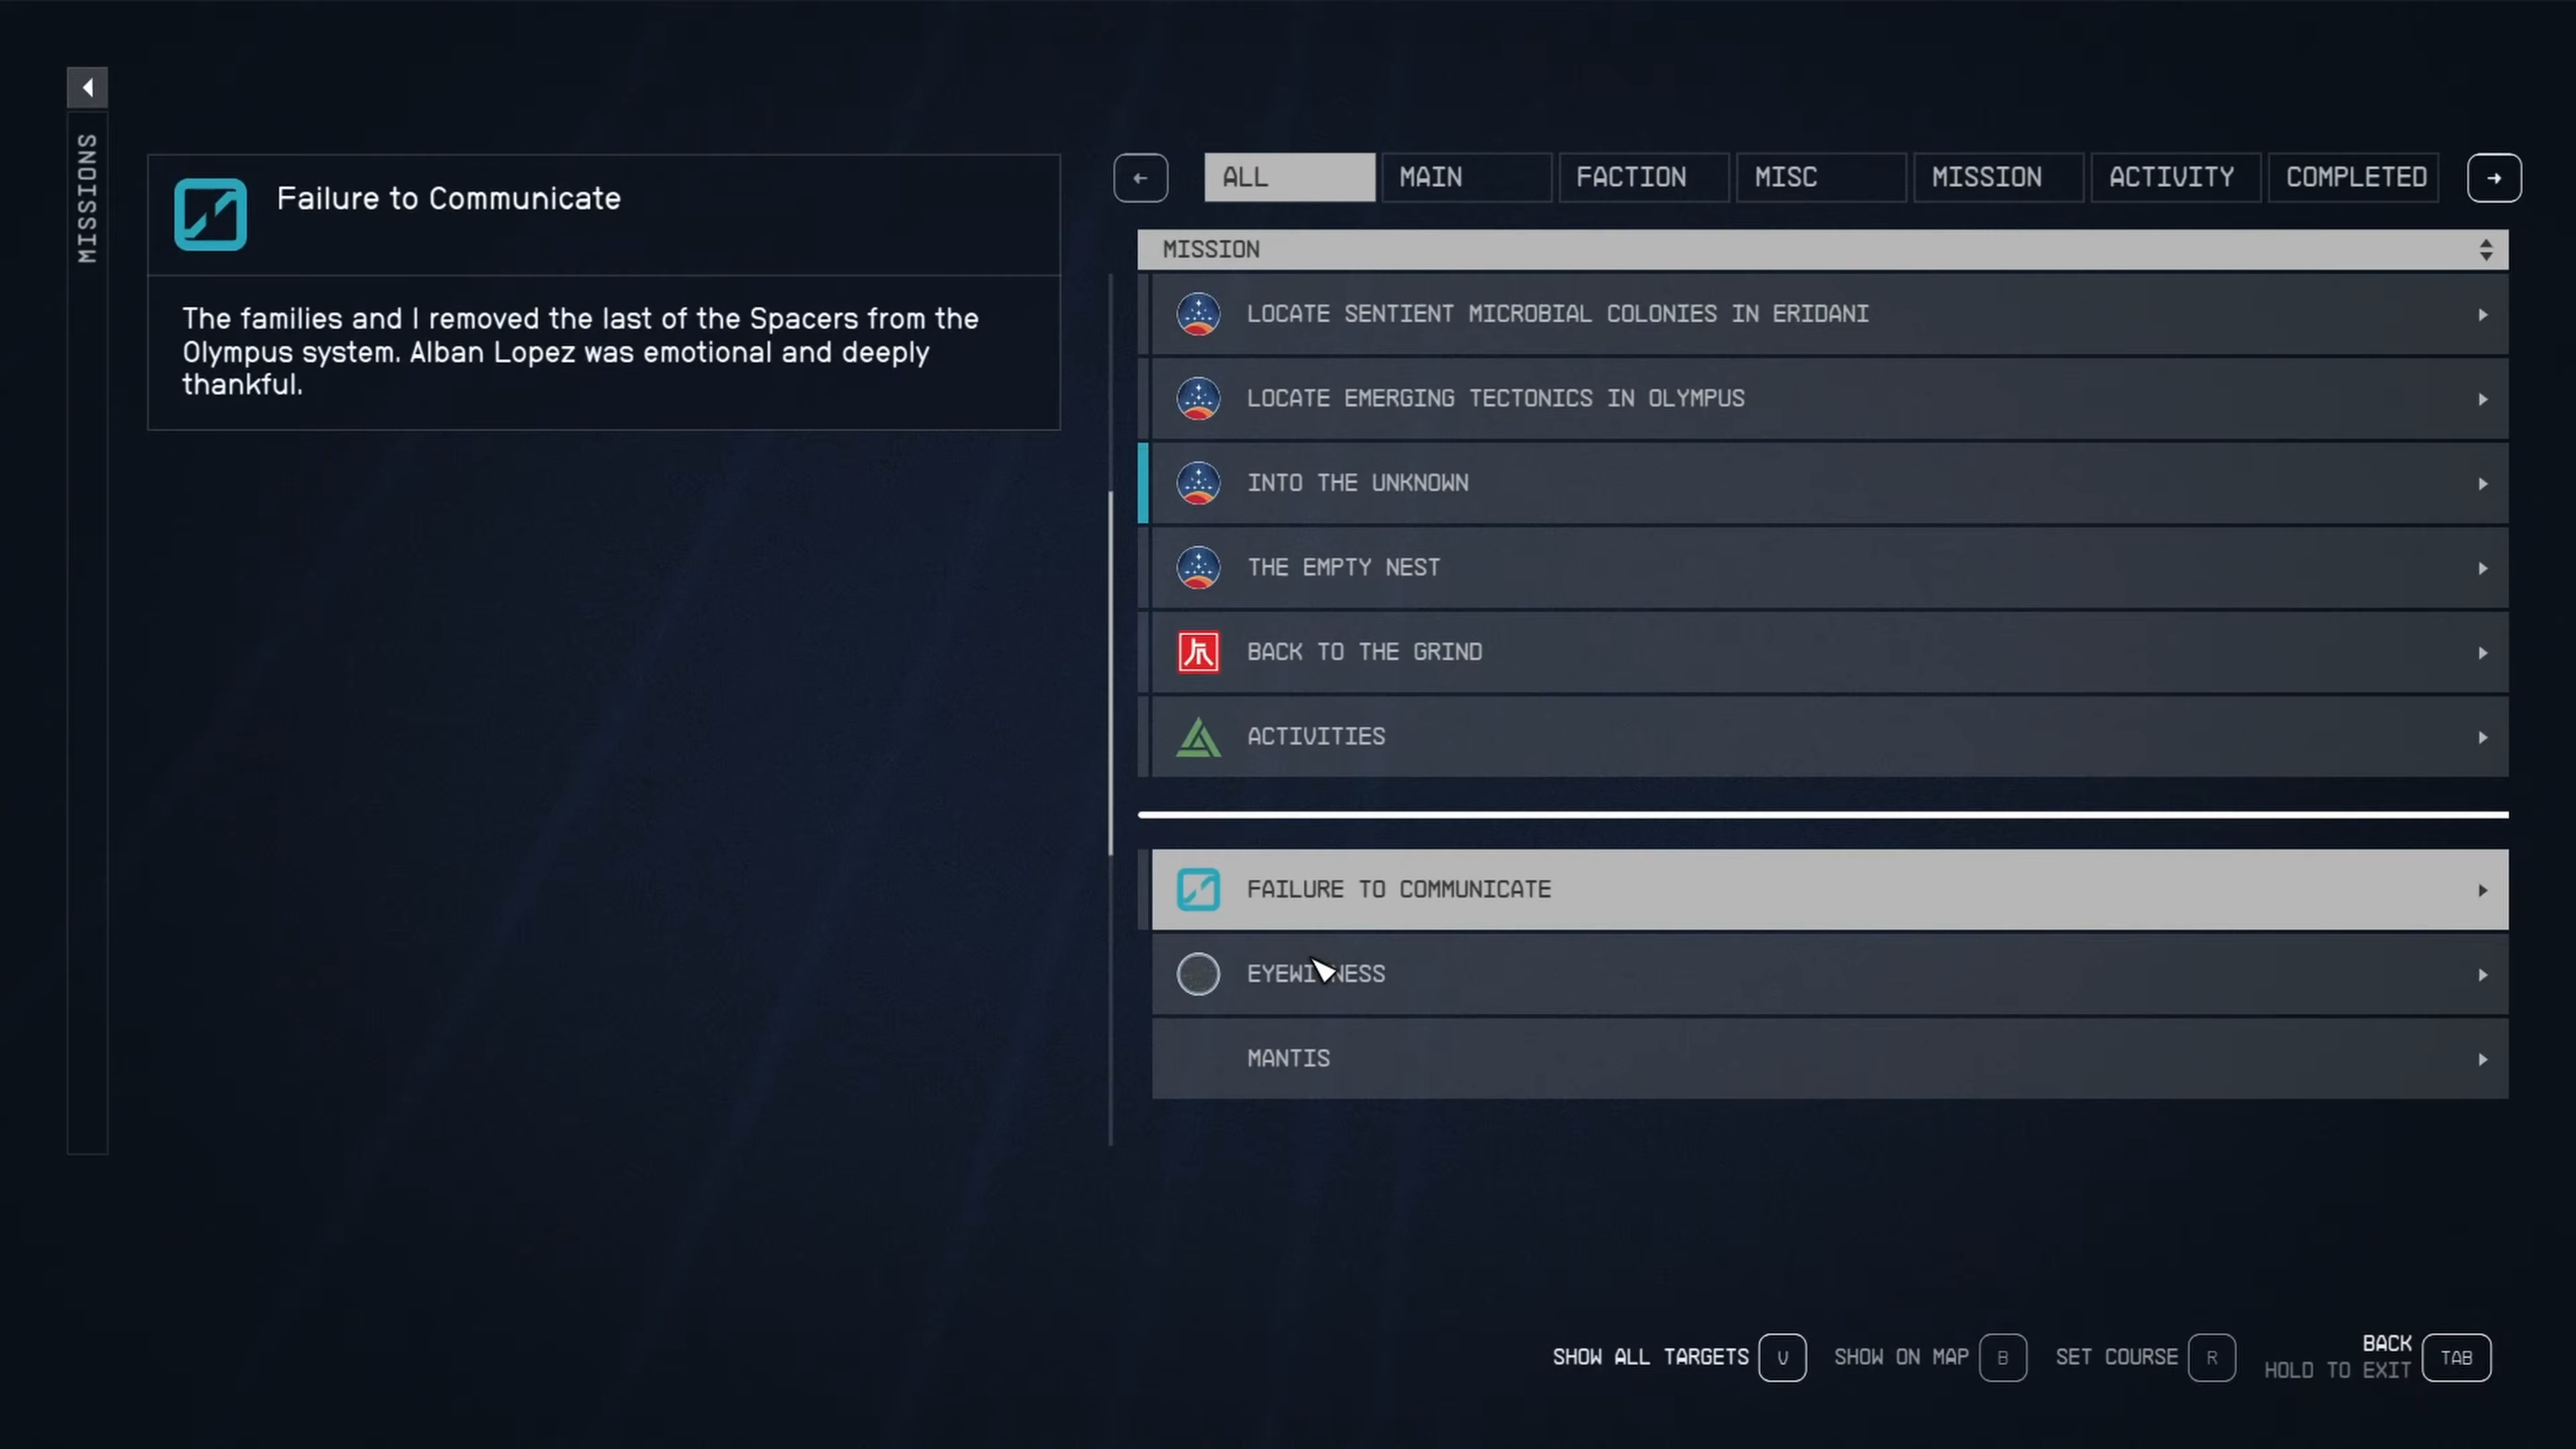 MISSIONS
Failure to Communicate
The families and I removed the last of the Spacers from the
Olympus system. Alban Lopez was emotional and deeply
thankful.
ALL
MAIN
FACTION
MISC
MISSION
ACTIVITY
COMPLETED
MISSION
LOCATE SENTIENT MICROBIAL COLONIES IN ERIDANI
LOCATE EMERGING TECTONICS IN OLYMPUS
INTO THE UNKNOWN
THE EMPTY NEST
BACK TO THE GRIND
ACTIVITIES
FAILURE TO COMMUNICATE
EYEWITNESS
MANTIS
SHOW ALL TARGETS V
SHOW ON MAP B
SET COURSE R
BACK
HOLD TO EXIT
TAB